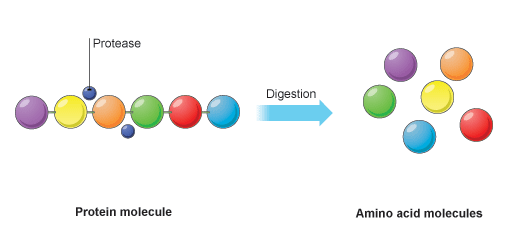 Protease
Digestion
Protein molecule
Amino acid molecules